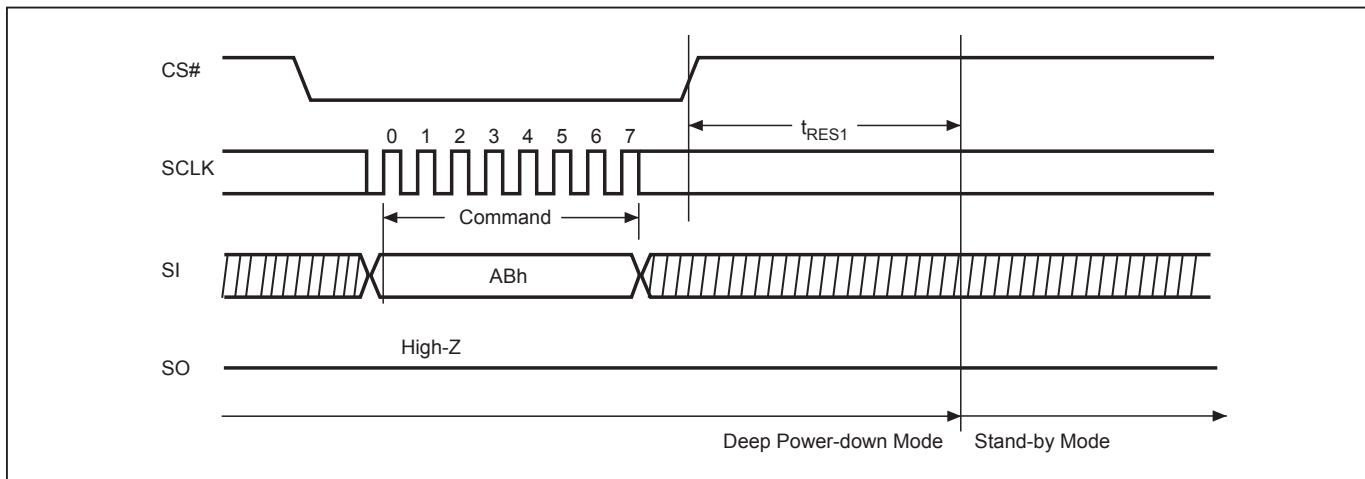 CS#
tRES1
0 1 2 3 4 5 6 7
SCLK
Command
SI
ABh
High-Z
SO
Deep Power-down Mode
Stand-by Mode